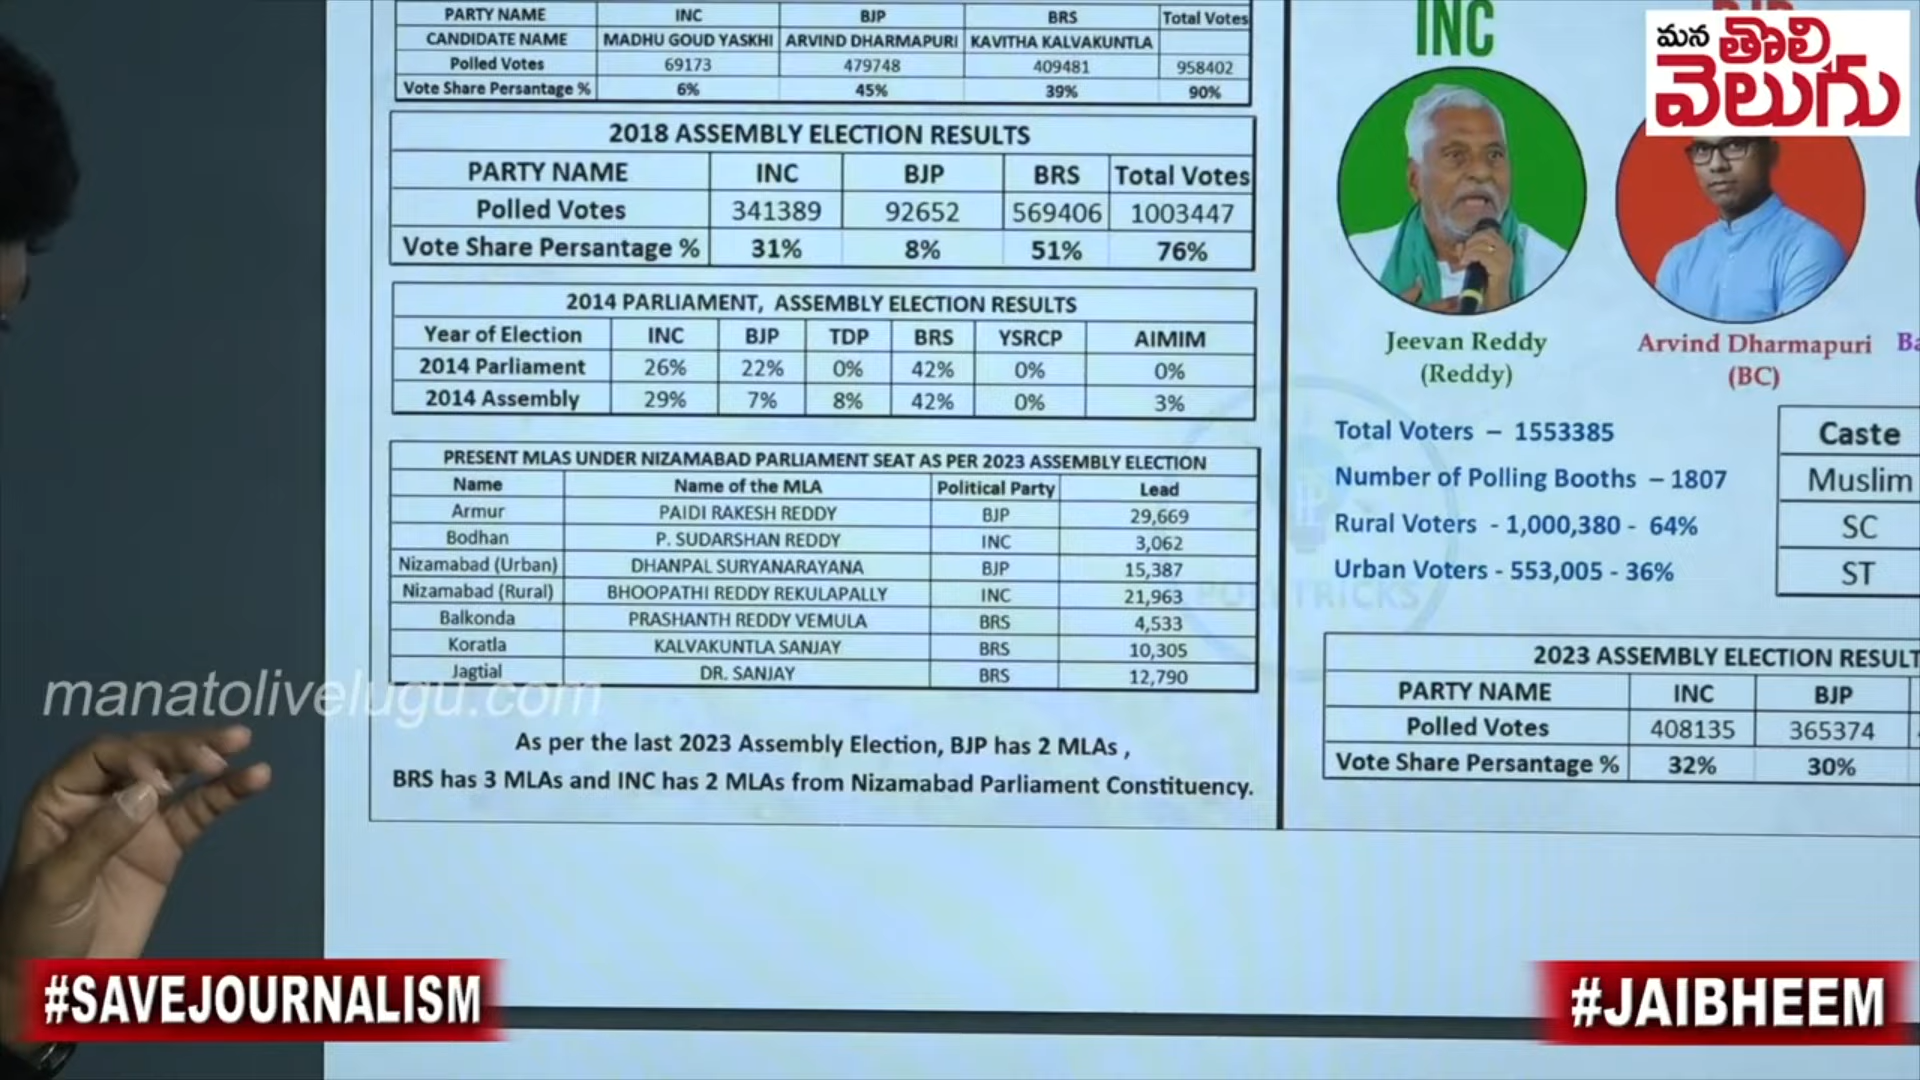 PARTY NAME INC BJP BRS Total Votes
CANDIDATE NAME MADHU GOUD YASKHI ARVIND DHARMAPURI KAVITHA KALVAKUNTLA
Polled Votes 69173 479748 409481 958402
Vote Share Persantage % 6% 45% 39% 90%
2018 ASSEMBLY ELECTION RESULTS
PARTY NAME INC BJP BRS Total Votes
Polled Votes 341389 92652 569406 1003447
Vote Share Persantage % 31% 8% 51% 76%
2014 PARLIAMENT, ASSEMBLY ELECTION RESULTS
Year of Election INC BJP TDP BRS YSRCP AIMIM
2014 Parliament 26% 22% 0% 42% 0% 0%
2014 Assembly 29% 7% 8% 42% 0% 3%
PRESENT MLAS UNDER NIZAMABAD PARLIAMENT SEAT AS PER 2023 ASSEMBLY ELECTION
Name Name of the MLA Political Party Lead
Armur PAIDI RAKESH REDDY BJP 29,669
Bodhan P. SUDARSHAN REDDY INC 3,062
Nizamabad (Urban) DHANPAL SURYANARAYANA BJP 15,387
Nizamabad (Rural) BHOOPATHI REDDY REKULAPALLY INC 21,963
Balkonda PRASHANTH REDDY VEMULA BRS 4,533
Koratla KALVAKUNTLA SANJAY BRS 10,305
Jagtial DR. SANJAY BRS 12,790
As per the last 2023 Assembly Election, BJP has 2 MLAs ,
BRS has 3 MLAs and INC has 2 MLAs from Nizamabad Parliament Constituency.
INC
మన తొలి
వెలుగు
Jeevan Reddy
(Reddy)
Arvind Dharmapuri
(BC)
Total Voters – 1553385
Number of Polling Booths – 1807
Rural Voters - 1,000,380 - 64%
Urban Voters - 553,005 - 36%
Caste
Muslim
SC
ST
POLITRICKS
2023 ASSEMBLY ELECTION RESULT
PARTY NAME INC BJP
Polled Votes 408135 365374
Vote Share Persantage % 32% 30%
manatolivelugu.com
#SAVEJOURNALISM
#JAIBHEEM